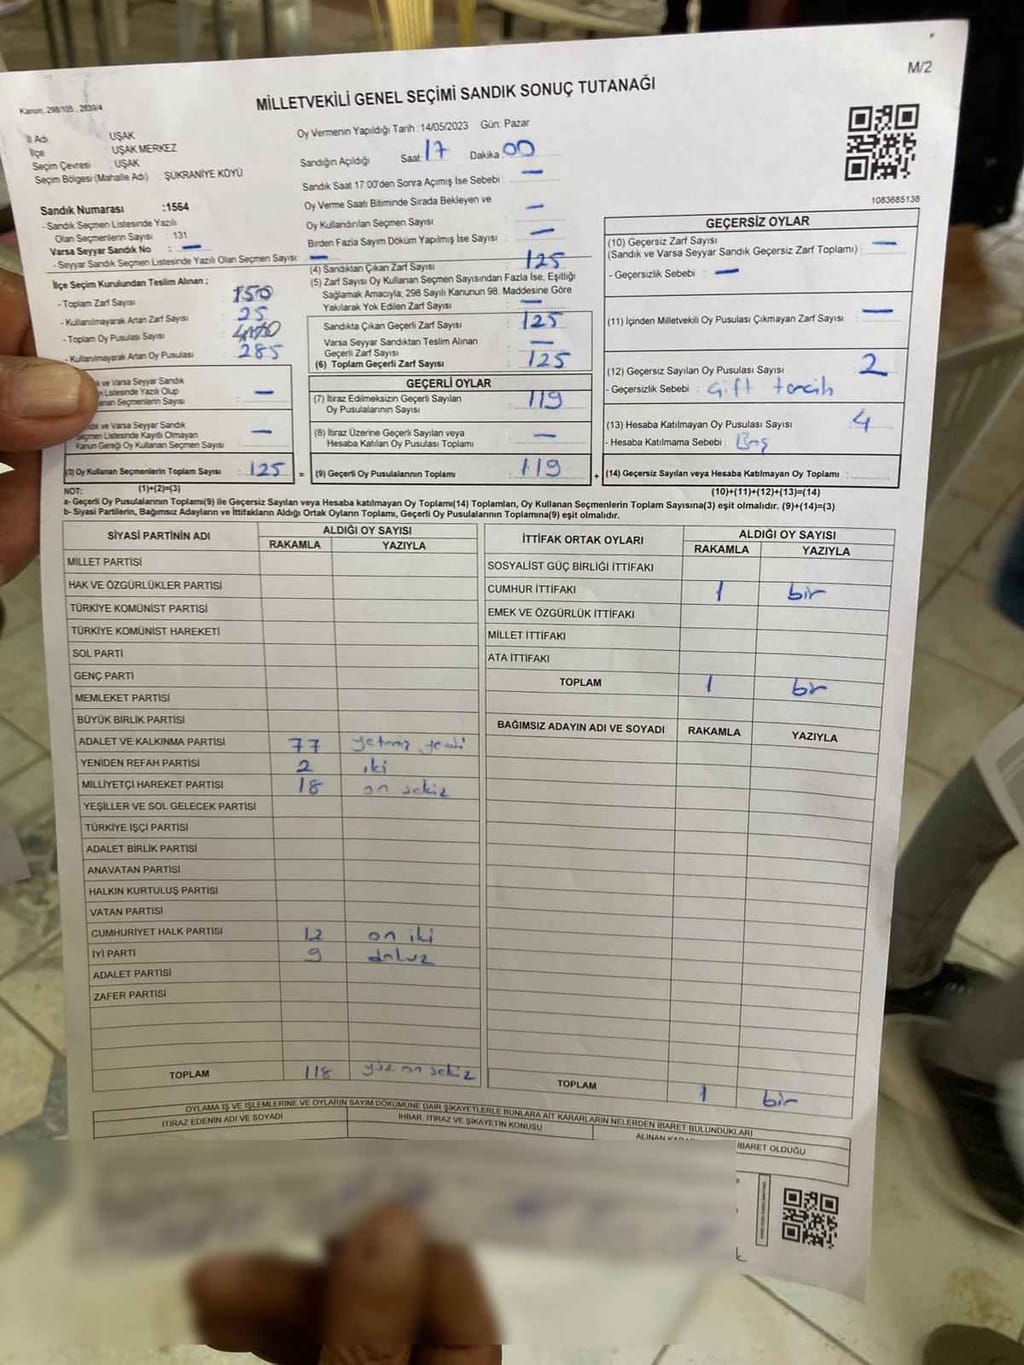 M/2
Kanun, 298/105 , 2839/4
MİLLETVEKİLİ GENEL SEÇİMİ SANDIK SONUÇ TUTANAĞI
İl Adı UŞAK
İlçe UŞAK MERKEZ
Seçim Çevresi UŞAK
Seçim Bölgesi (Mahalle Adı) ŞÜKRANİYE KÖYÜ
Sandık Numarası :1564
- Sandık Seçmen Listesinde Yazılı
Olan Seçmenlerin Sayısı : 131
Varsa Seyyar Sandık No : —
- Seyyar Sandık Seçmen Listesinde Yazılı Olan Seçmen Sayısı : —
İlçe Seçim Kurulundan Teslim Alınan ;
- Toplam Zarf Sayısı : 150
- Kullanılmayarak Artan Zarf Sayısı : 25
- Toplam Oy Pusulası Sayısı :
- Kullanılmayarak Artan Oy Pusulası : 285
ve Varsa Seyyar Sandık
Listesinde Yazılı Olup
Seçmenlerin Sayısı : —
ve Varsa Seyyar Sandık
Seçmen Listesinde Kayıtlı Olmayan
Kanun Gereği Oy Kullanan Seçmen Sayısı : —
(3) Oy Kullanan Seçmenlerin Toplam Sayısı : 125
(1)+(2)=(3)
Oy Vermenin Yapıldığı Tarih :14/05/2023 Gün: Pazar
Sandığın Açıldığı Saat: 17 Dakika: 00
Sandık Saat 17:00'den Sonra Açımış İse Sebebi : —
Oy Verme Saati Bitiminde Sırada Bekleyen ve
Oy Kullandırılan Seçmen Sayısı : —
Birden Fazla Sayım Döküm Yapılmış İse Sayısı : —
(4) Sandıktan Çıkan Zarf Sayısı : 125
(5) Zarf Sayısı Oy Kullanan Seçmen Sayısından Fazla İse, Eşitliği
Sağlamak Amacıyla, 298 Sayılı Kanunun 98. Maddesine Göre
Yakılarak Yok Edilen Zarf Sayısı : —
Sandıkta Çıkan Geçerli Zarf Sayısı : 125
Varsa Seyyar Sandıktan Teslim Alınan
Geçerli Zarf Sayısı : —
(6) Toplam Geçerli Zarf Sayısı : 125
GEÇERLİ OYLAR
(7) İtiraz Edilmeksizin Geçerli Sayılan
Oy Pusulalarının Sayısı : 119
(8) İtiraz Üzerine Geçerli Sayılan veya
Hesaba Katılan Oy Pusulası Toplamı : —
= (9) Geçerli Oy Pusulalarının Toplamı : 119 +
1083685138
GEÇERSİZ OYLAR
(10) Geçersiz Zarf Sayısı : —
(Sandık ve Varsa Seyyar Sandık Geçersiz Zarf Toplamı)
- Geçersizlik Sebebi : —
(11) İçinden Milletvekili Oy Pusulası Çıkmayan Zarf Sayısı : —
(12) Geçersiz Sayılan Oy Pusulası Sayısı : 2
- Geçersizlik Sebebi : Çift tercih
(13) Hesaba Katılmayan Oy Pusulası Sayısı : 4
- Hesaba Katılmama Sebebi : Boş
(14) Geçersiz Sayılan veya Hesaba Katılmayan Oy Toplamı :
(10)+(11)+(12)+(13)=(14)
NOT:
a- Geçerli Oy Pusulalarının Toplamı(9) ile Geçersiz Sayılan veya Hesaba katılmayan Oy Toplamı(14) Toplamları, Oy Kullanan Seçmenlerin Toplam Sayısına(3) eşit olmalıdır. (9)+(14)=(3)
b- Siyasi Partilerin, Bağımsız Adayların ve İttifakların Aldığı Ortak Oyların Toplamı, Geçerli Oy Pusulalarının Toplamına(9) eşit olmalıdır.
SİYASİ PARTİNİN ADI ALDIĞI OY SAYISI
RAKAMLA YAZIYLA
MİLLET PARTİSİ
HAK VE ÖZGÜRLÜKLER PARTİSİ
TÜRKİYE KOMÜNİST PARTİSİ
TÜRKİYE KOMÜNİST HAREKETİ
SOL PARTİ
GENÇ PARTİ
MEMLEKET PARTİSİ
BÜYÜK BİRLİK PARTİSİ
ADALET VE KALKINMA PARTİSİ 77 yetmiş yedi
YENİDEN REFAH PARTİSİ 2 iki
MİLLİYETÇİ HAREKET PARTİSİ 18 on sekiz
YEŞİLLER VE SOL GELECEK PARTİSİ
TÜRKİYE İŞÇİ PARTİSİ
ADALET BİRLİK PARTİSİ
ANAVATAN PARTİSİ
HALKIN KURTULUŞ PARTİSİ
VATAN PARTİSİ
CUMHURİYET HALK PARTİSİ 12 on iki
İYİ PARTİ 9 dokuz
ADALET PARTİSİ
ZAFER PARTİSİ
TOPLAM 118 yüz on sekiz
İTTİFAK ORTAK OYLARI ALDIĞI OY SAYISI
RAKAMLA YAZIYLA
SOSYALİST GÜÇ BİRLİĞİ İTTİFAKI
CUMHUR İTTİFAKI 1 bir
EMEK VE ÖZGÜRLÜK İTTİFAKI
MİLLET İTTİFAKI
ATA İTTİFAKI
TOPLAM 1 bir
BAĞIMSIZ ADAYIN ADI VE SOYADI RAKAMLA YAZIYLA
TOPLAM 1 bir
OYLAMA İŞ VE İŞLEMLERİNE VE OYLARIN SAYIM DÖKÜMÜNE DAİR ŞİKAYETLERLE BUNLARA AİT KARARLARIN NELERDEN İBARET BULUNDUKLARI
İTİRAZ EDENİN ADI VE SOYADI İHBAR, İTİRAZ VE ŞİKAYETİN KONUSU ALINAN İBARET OLDUĞU